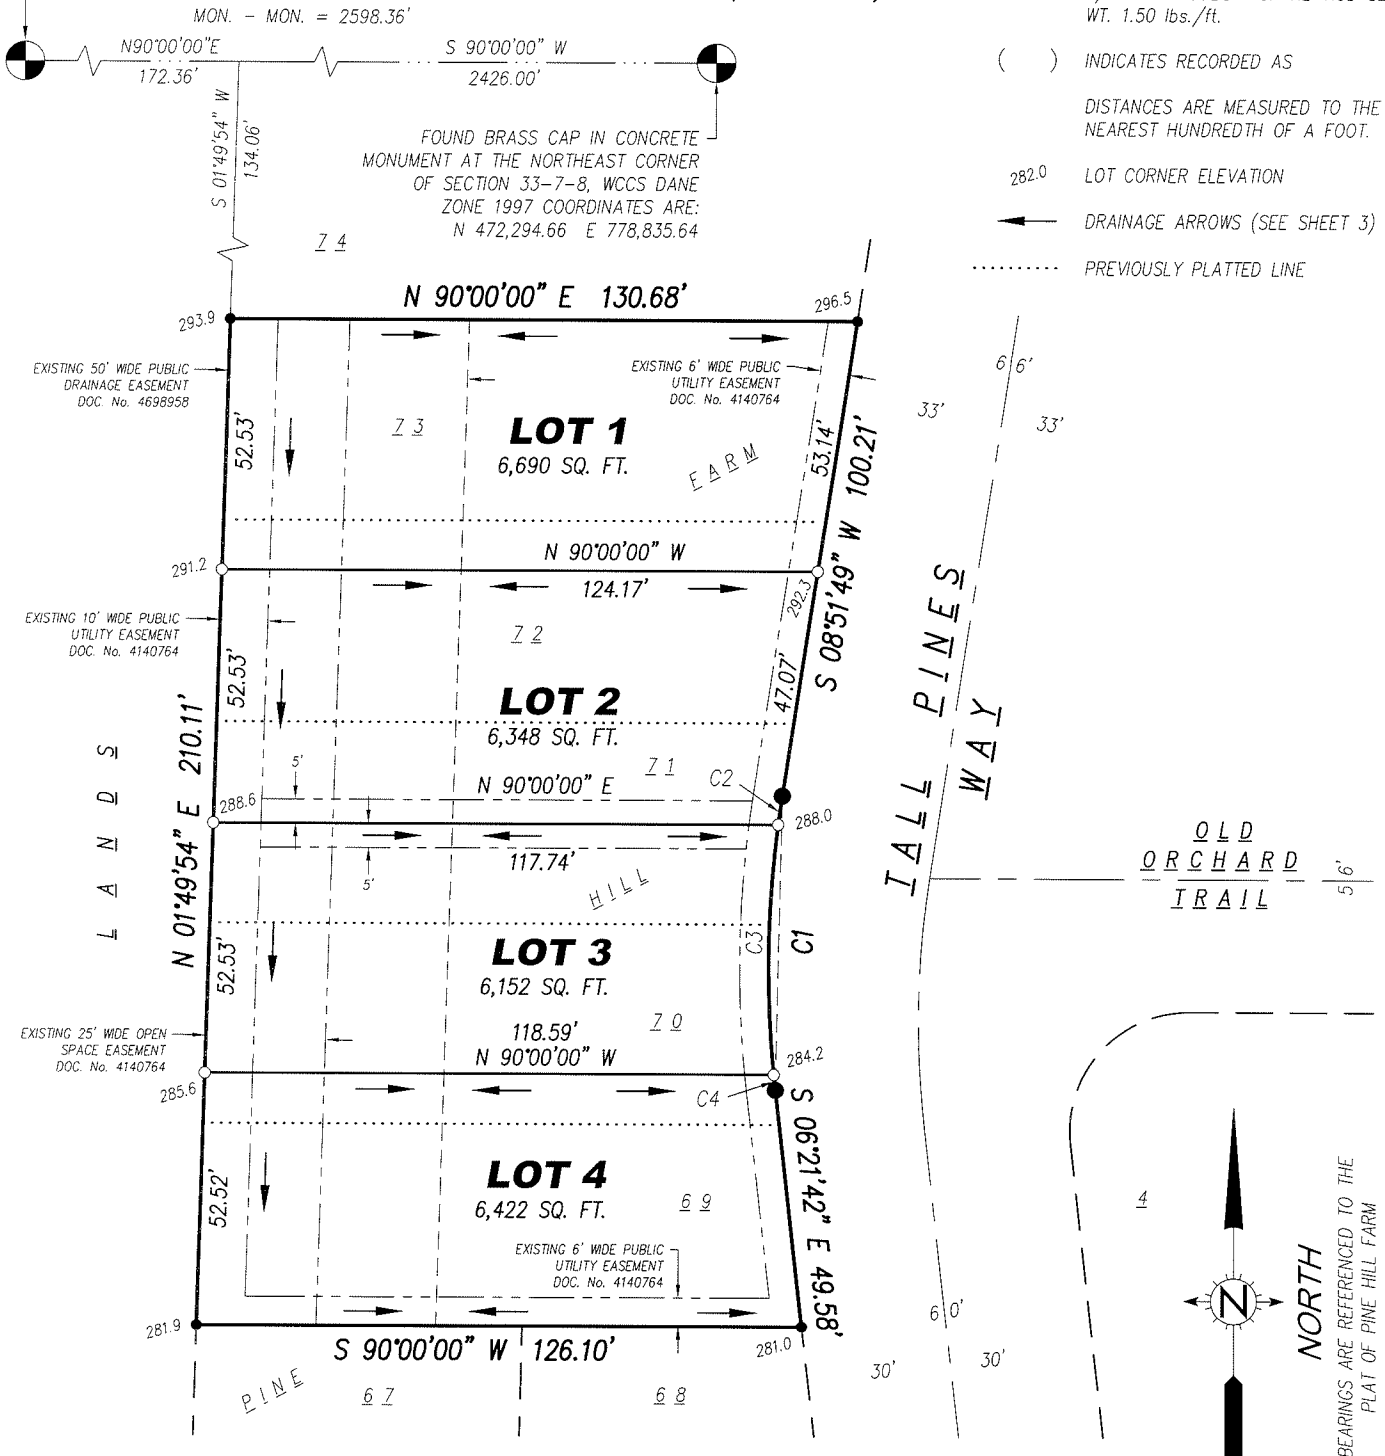 MON. - MON. = 2598.36'
N90°00'00"E
172.36'
S 90°00'00" W
2426.00'
S 01°49'54" W
134.06'
FOUND BRASS CAP IN CONCRETE
MONUMENT AT THE NORTHEAST CORNER
OF SECTION 33-7-8, WCCS DANE
ZONE 1997 COORDINATES ARE:
N 472,294.66 E 778,835.64
WT. 1.50 lbs./ft.
( ) INDICATES RECORDED AS
DISTANCES ARE MEASURED TO THE
NEAREST HUNDREDTH OF A FOOT.
282.0 LOT CORNER ELEVATION
DRAINAGE ARROWS (SEE SHEET 3)
PREVIOUSLY PLATTED LINE
74
N 90°00'00" E 130.68'
293.9
296.5
EXISTING 50' WIDE PUBLIC
DRAINAGE EASEMENT
DOC. No. 4698958
EXISTING 6' WIDE PUBLIC
UTILITY EASEMENT
DOC. No. 4140764
66'
33'
33'
52.53'
73
LOT 1
6,690 SQ. FT.
FARM
53.14'
S 08°51'49" W 100.21'
N 90°00'00" W
124.17'
291.2
292.3
EXISTING 10' WIDE PUBLIC
UTILITY EASEMENT
DOC. No. 4140764
72
52.53'
LOT 2
6,348 SQ. FT.
47.07'
TALL PINES
WAY
LANDS
N 01°49'54" E 210.11'
5'
71
C2
N 90°00'00" E
288.6
288.0
117.74'
5'
HILL
OLD
ORCHARD
TRAIL
56'
52.53'
LOT 3
6,152 SQ. FT.
C3
C1
70
118.59'
N 90°00'00" W
EXISTING 25' WIDE OPEN
SPACE EASEMENT
DOC. No. 4140764
285.6
284.2
C4
S 06°21'42" E 49.58'
52.52'
LOT 4
6,422 SQ. FT.
69
EXISTING 6' WIDE PUBLIC
UTILITY EASEMENT
DOC. No. 4140764
4
281.9
281.0
S 90°00'00" W 126.10'
60'
30'
30'
PINE
67
68
N
NORTH
BEARINGS ARE REFERENCED TO THE
PLAT OF PINE HILL FARM